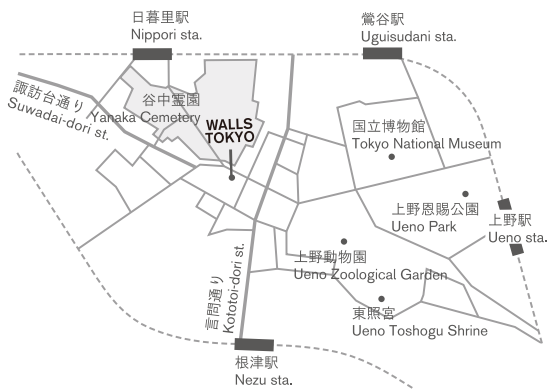 日暮里駅
Nippori sta.
鶯谷駅
Uguisudani sta.
諏訪台通り
Suwadai-dori st.
谷中霊園
Yanaka Cemetery
WALLS
TOKYO
国立博物館
Tokyo National Museum
上野恩賜公園
Ueno Park
上野駅
Ueno sta.
上野動物園
Ueno Zoological Garden
言問通り
Kototoi-dori st.
東照宮
Ueno Toshogu Shrine
根津駅
Nezu sta.